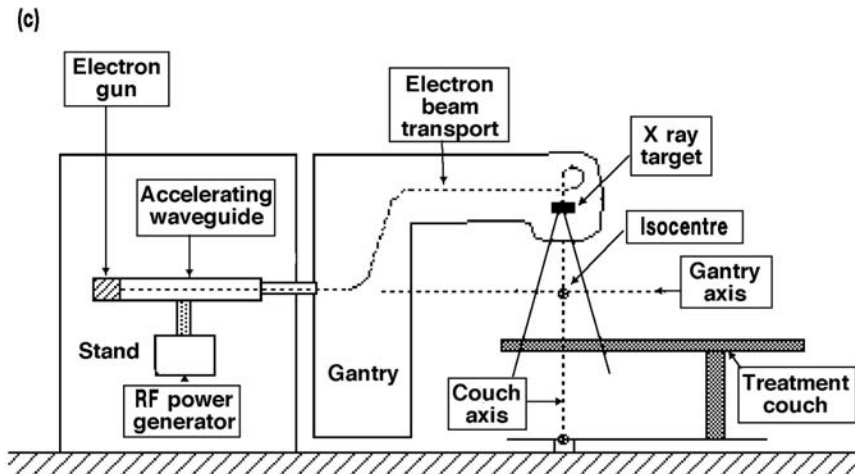 (c)
Electron
gun
Electron
beam
transport
X ray
target
Accelerating
waveguide
Isocentre
Gantry
axis
Stand
Gantry
RF power
generator
Couch
axis
Treatment
couch